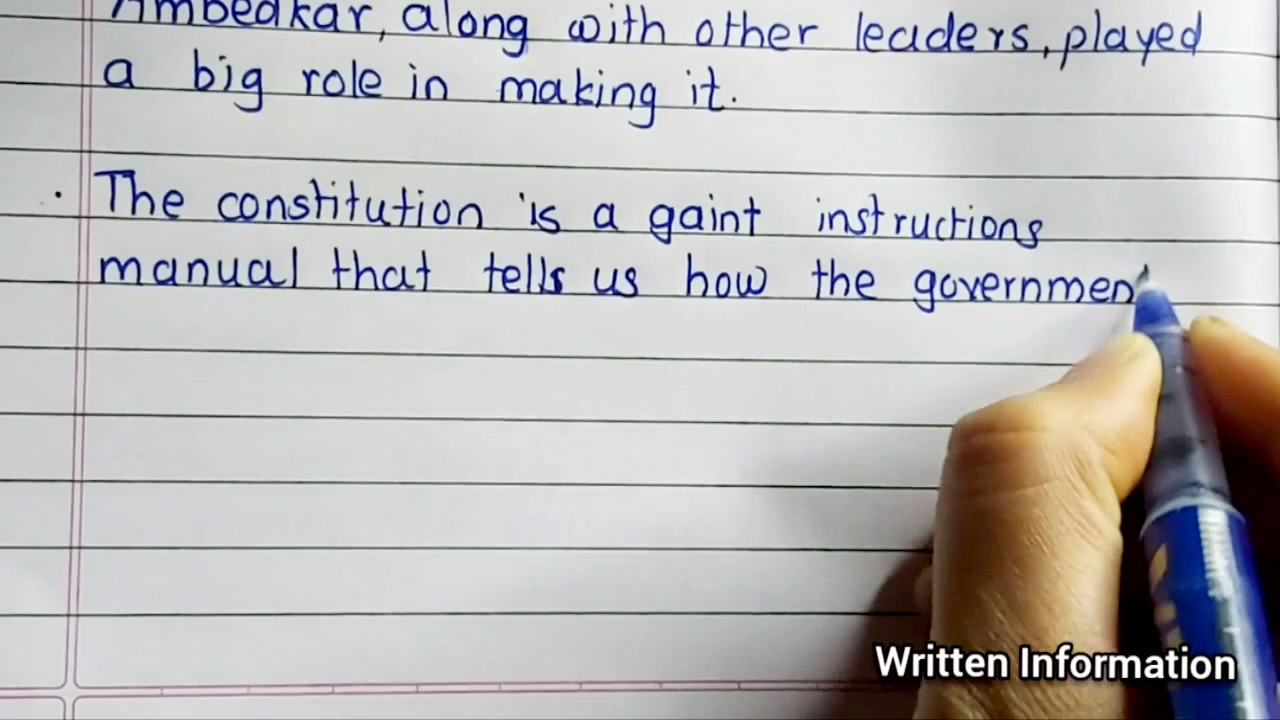 Ambedkar, along with other leaders, played
a big role in making it.
. The constitution is a gaint instructions
manual that tells us how the governmen
Written Information